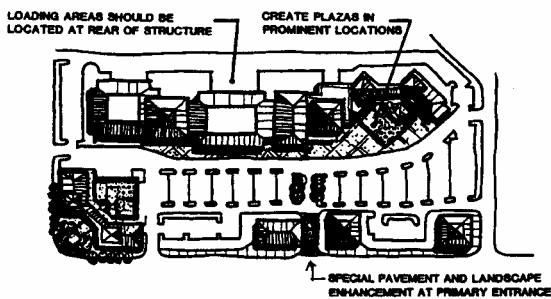 LOADING AREAS SHOULD BE
LOCATED AT REAR OF STRUCTURE
CREATE PLAZAS IN
PROMINENT LOCATIONS
SPECIAL PAVEMENT AND LANDSCAPE
ENHANCEMENT AT PRIMARY ENTRANCE